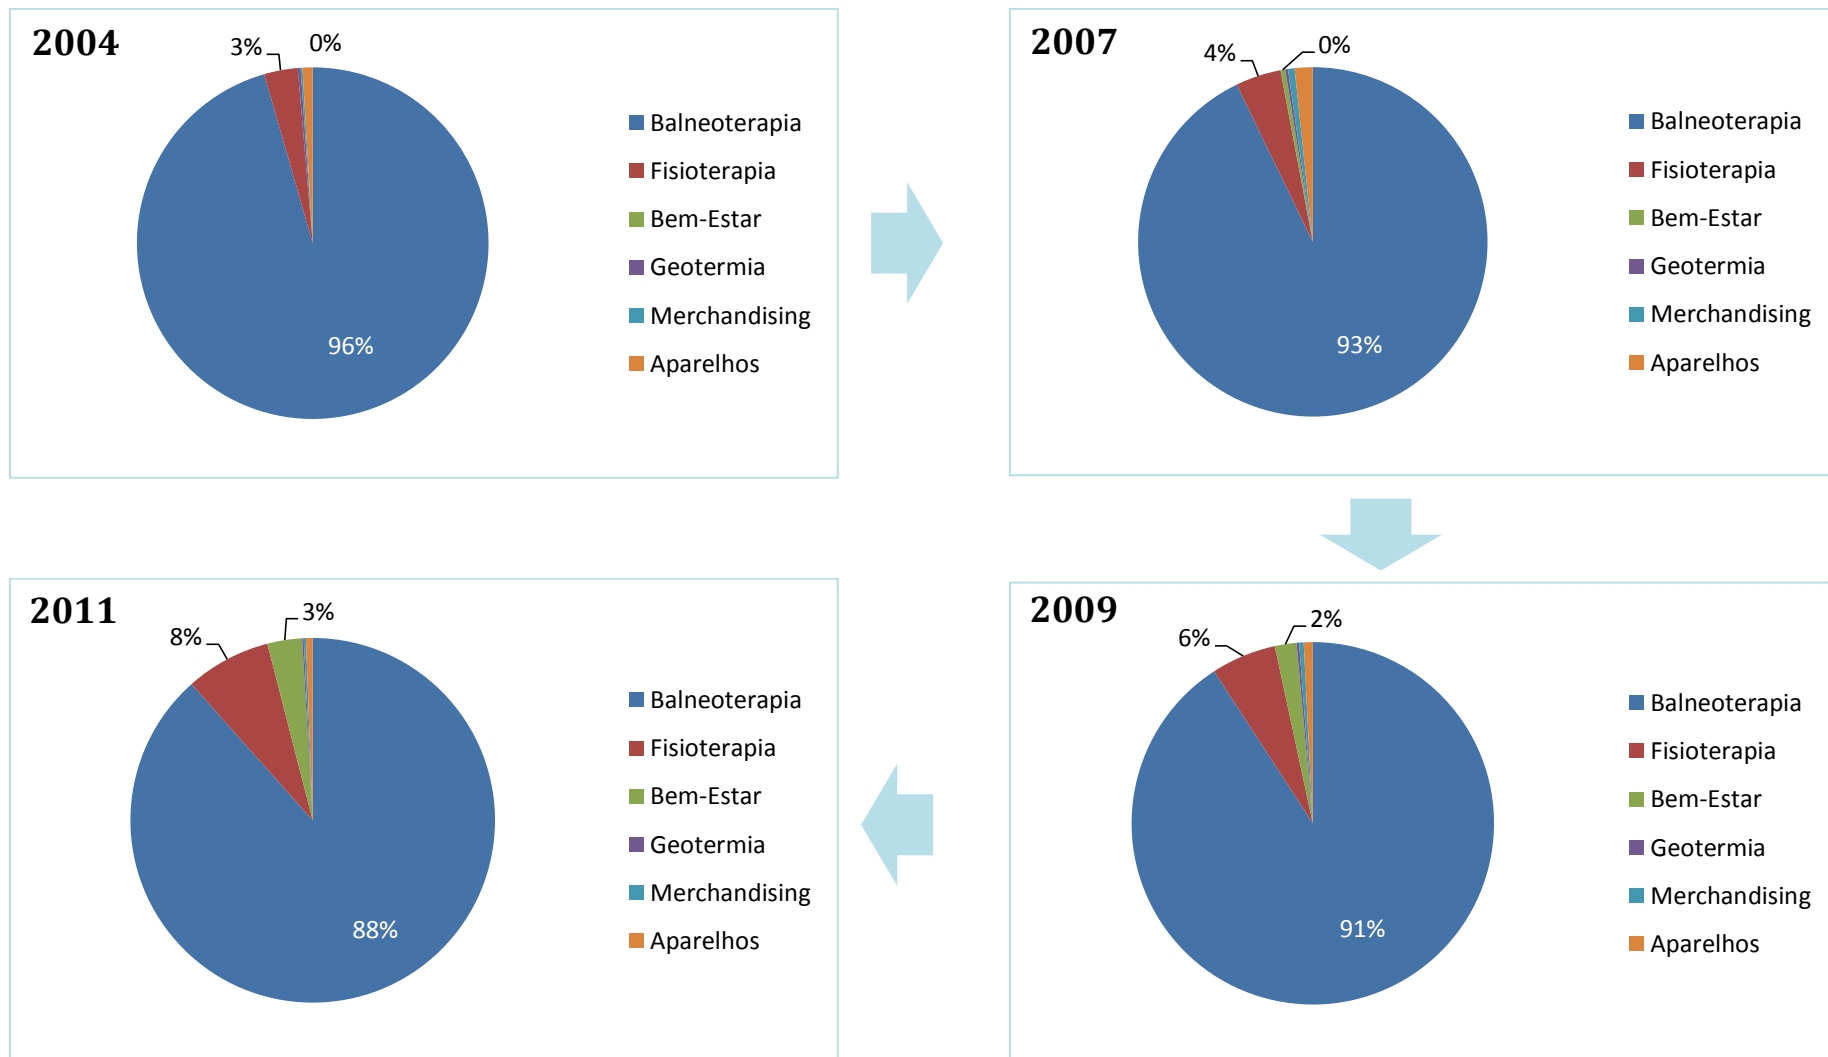 2004
3%
0%
96%
Balneoterapia
Fisioterapia
Bem-Estar
Geotermia
Merchandising
Aparelhos
2007
4%
0%
93%
Balneoterapia
Fisioterapia
Bem-Estar
Geotermia
Merchandising
Aparelhos
2011
8%
3%
88%
Balneoterapia
Fisioterapia
Bem-Estar
Geotermia
Merchandising
Aparelhos
2009
6%
2%
91%
Balneoterapia
Fisioterapia
Bem-Estar
Geotermia
Merchandising
Aparelhos